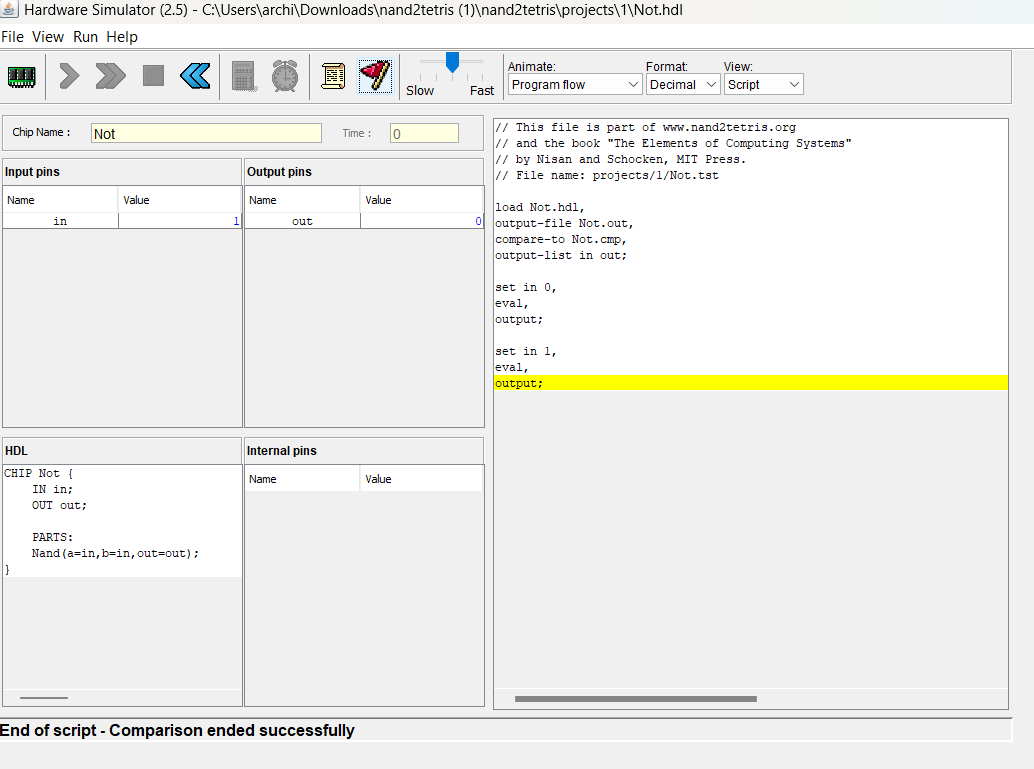 Hardware Simulator (2.5) - C:\Users\archi\Downloads\nand2tetris (1)\nand2tetris\projects\1\Not.hdl
File View Run Help
Slow Fast
Animate: Format: View:
Program flow Decimal Script
Chip Name : Not Time : 0
Input pins
Name Value
in 1
Output pins
Name Value
out 0
HDL
CHIP Not {
IN in;
OUT out;
PARTS:
Nand(a=in,b=in,out=out);
}
Internal pins
Name Value
// This file is part of www.nand2tetris.org
// and the book "The Elements of Computing Systems"
// by Nisan and Schocken, MIT Press.
// File name: projects/1/Not.tst
load Not.hdl,
output-file Not.out,
compare-to Not.cmp,
output-list in out;
set in 0,
eval,
output;
set in 1,
eval,
output;
End of script - Comparison ended successfully